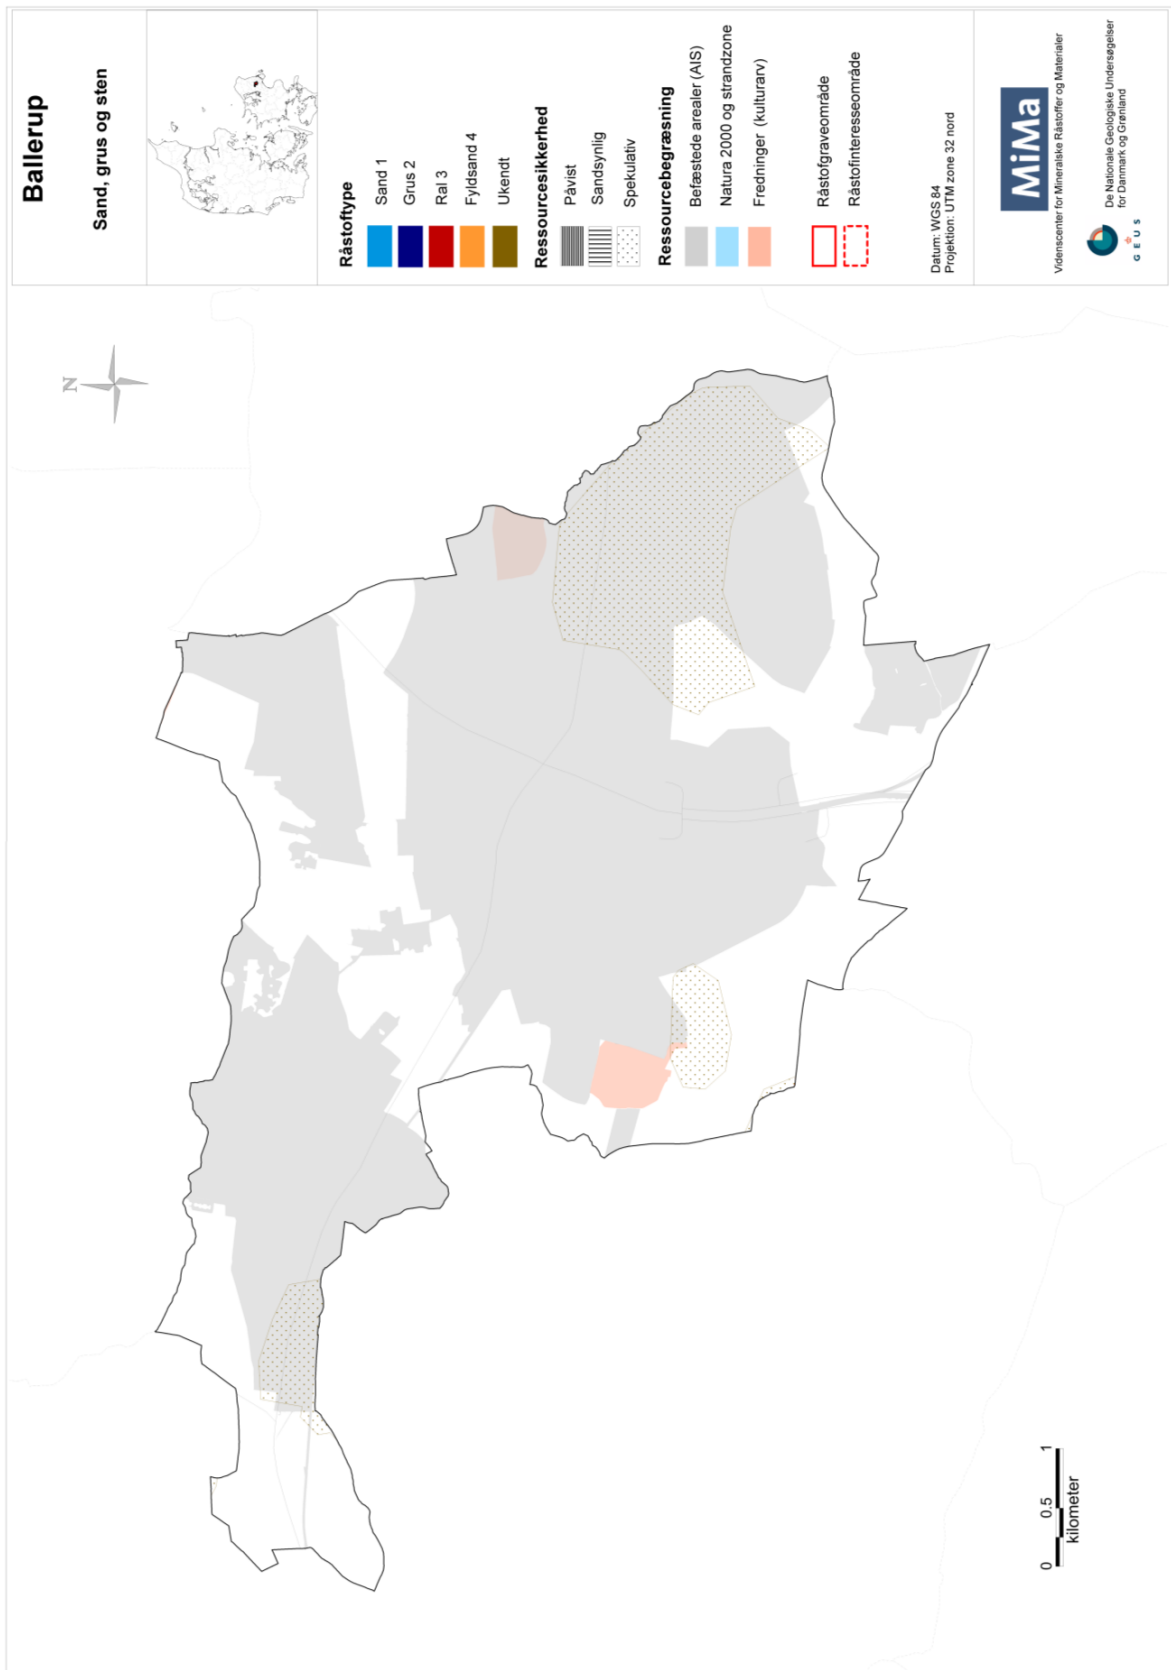 Ballerup
Sand, grus og sten
Råstoftype
Sand 1
Grus 2
Ral 3
Fyldsand 4
Ukendt
Ressourcesikkerhed
Påvist
Sandsynlig
Spekulativ
Ressourcebegræsning
Befæstede arealer (AIS)
Natura 2000 og strandzone
Fredninger (kulturarv)
Råstofgraveområde
Råstofinteresseområde
Datum: WGS 84
Projektion: UTM zone 32 nord
MiMa
Videnscenter for Mineralske Råstoffer og Materialer
G E U S
De Nationale Geologiske Undersøgelser
for Danmark og Grønland
N
0 0.5 1
kilometer